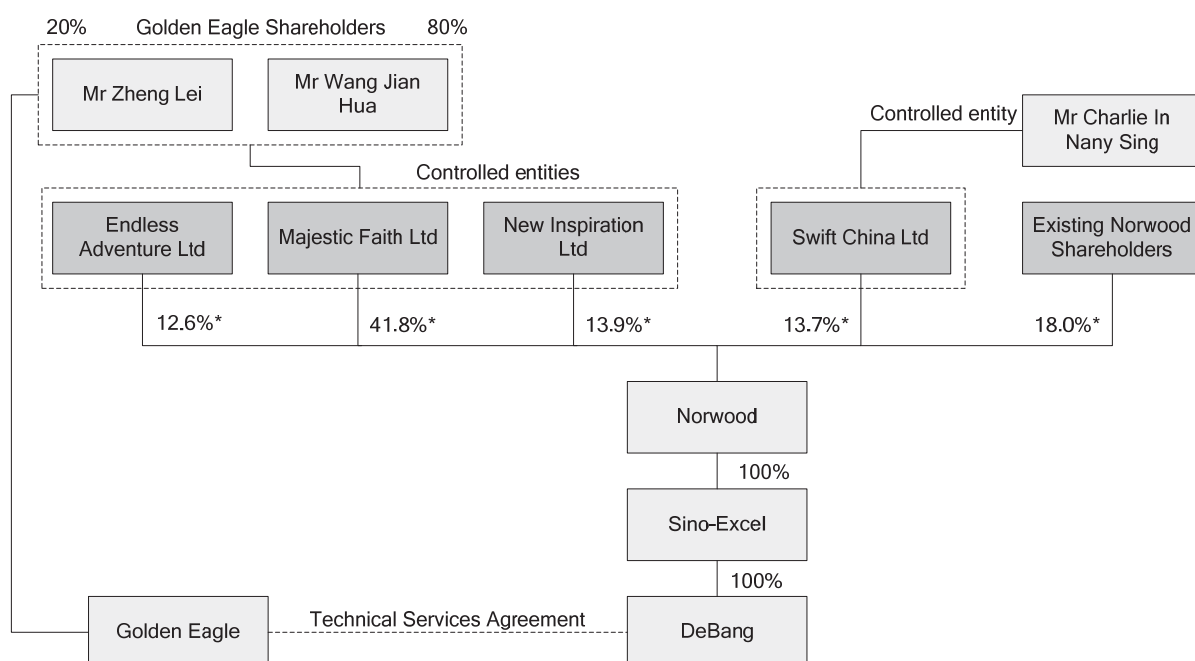 20%
Golden Eagle Shareholders
80%
Mr Zheng Lei
Mr Wang Jian
Hua
Controlled entity
Mr Charlie In
Nany Sing
Controlled entities
Endless
Adventure Ltd
Majestic Faith Ltd
New Inspiration
Ltd
Swift China Ltd
Existing Norwood
Shareholders
12.6%*
41.8%*
13.9%*
13.7%*
18.0%*
Norwood
100%
Sino-Excel
100%
Golden Eagle
Technical Services Agreement
DeBang